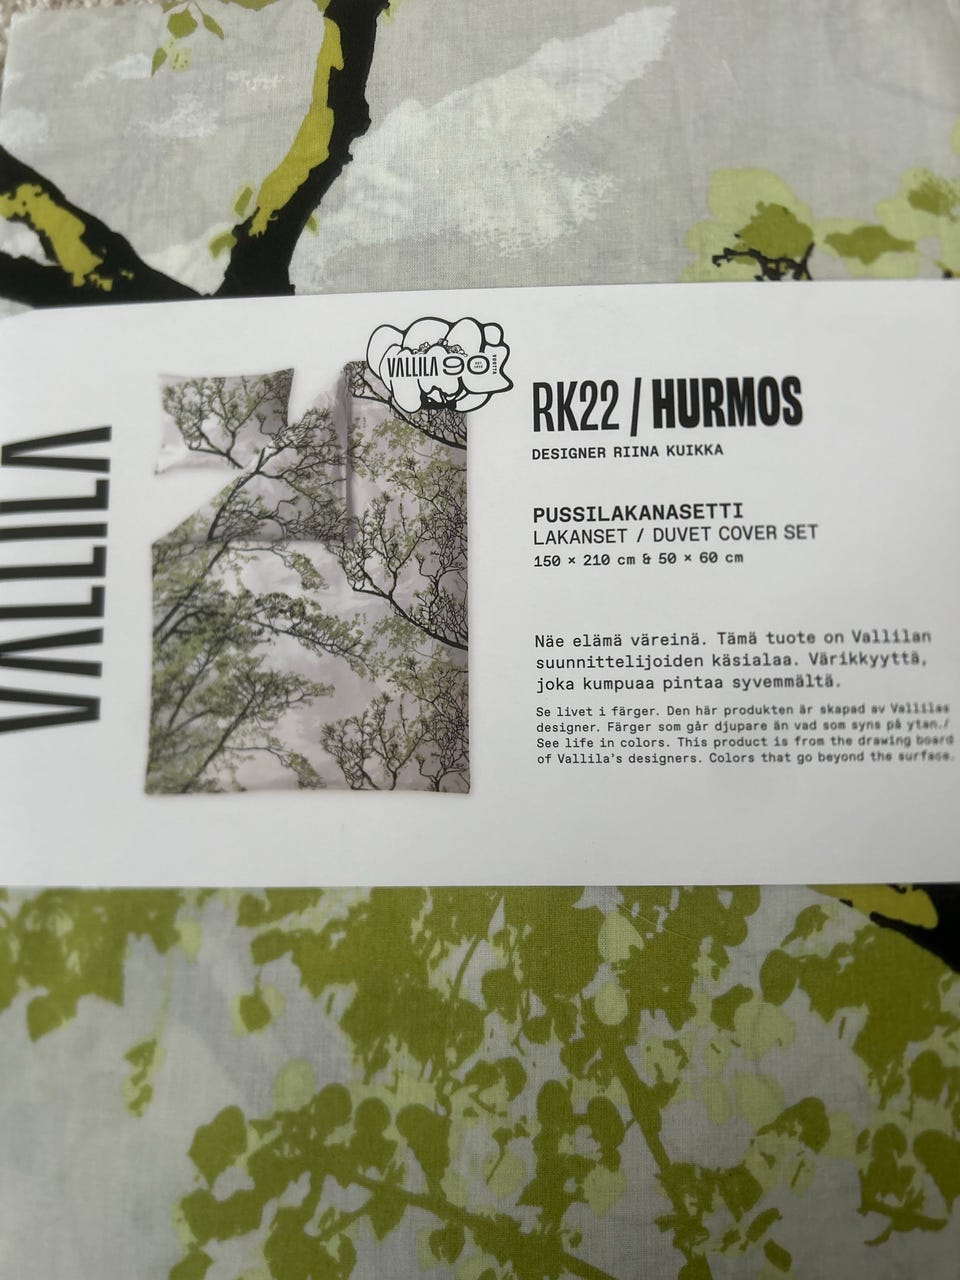 VALLILA
VALLILA 90 VUOTTA
RK22 / HURMOS
DESIGNER RIINA KUIKKA
PUSSILAKANASETTI
LAKANSET / DUVET COVER SET
150 × 210 cm & 50 × 60 cm
Näe elämä väreinä. Tämä tuote on Vallilan
suunnittelijoiden käsialaa. Värikkyyttä,
joka kumpuaa pintaa syvemmältä.
Se livet i färger. Den här produkten är skapad av Vallilas
designer. Färger som går djupare än vad som syns på ytan./
See life in colors. This product is from the drawing board
of Vallila's designers. Colors that go beyond the surface.